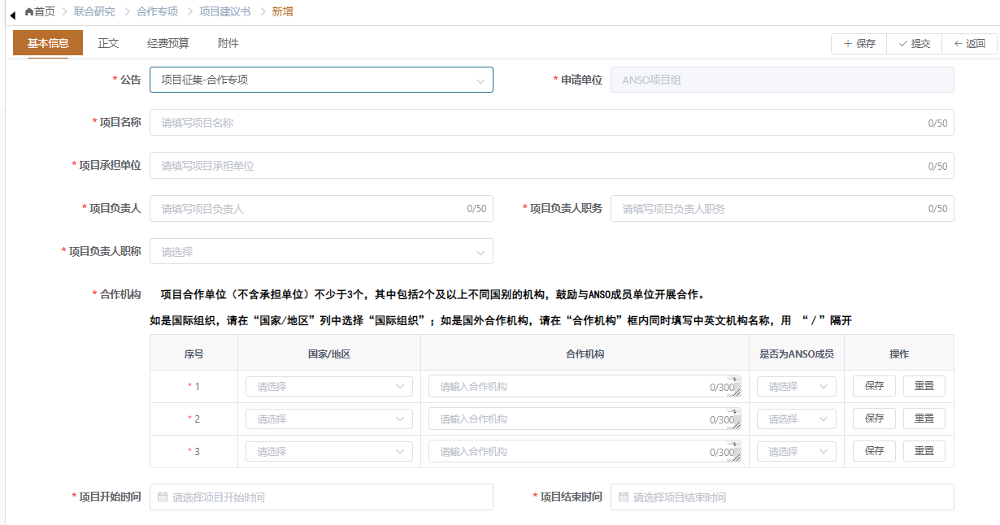 首页 > 联合研究 > 合作专项 > 项目建议书 > 新增
基本信息 正文 经费预算 附件 + 保存 ✓ 提交 ← 返回
* 公告 项目征集-合作专项 * 申请单位 ANSO项目组
* 项目名称 请填写项目名称 0/50
* 项目承担单位 请填写项目承担单位 0/50
* 项目负责人 请填写项目负责人 0/50 * 项目负责人职务 请填写项目负责人职务 0/50
* 项目负责人职称 请选择
* 合作机构 项目合作单位（不含承担单位）不少于3个，其中包括2个及以上不同国别的机构，鼓励与ANSO成员单位开展合作。
如是国际组织，请在“国家/地区”列中选择“国际组织”；如是国外合作机构，请在“合作机构”框内同时填写中英文机构名称，用 “/”隔开
序号 国家/地区 合作机构 是否为ANSO成员 操作
* 1 请选择 请输入合作机构 0/300 请选择 保存 重置
* 2 请选择 请输入合作机构 0/300 请选择 保存 重置
* 3 请选择 请输入合作机构 0/300 请选择 保存 重置
* 项目开始时间 请选择项目开始时间 * 项目结束时间 请选择项目结束时间